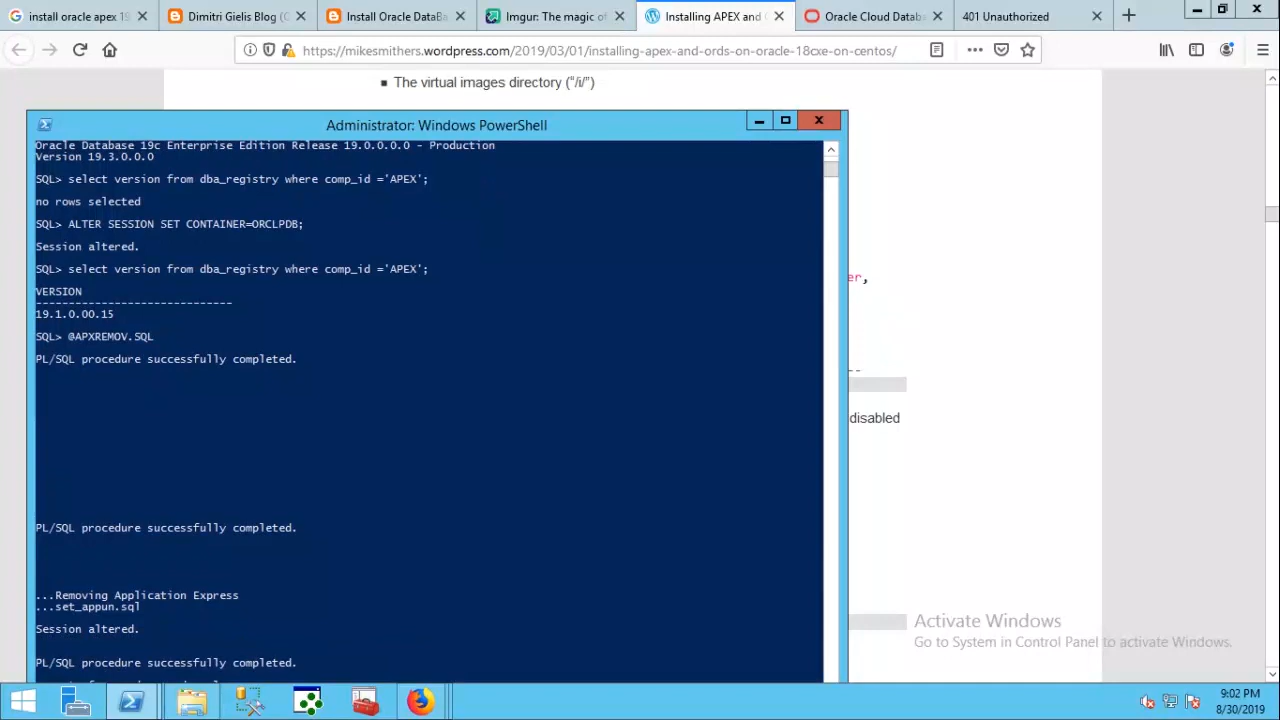 install oracle apex 19
Dimitri Gielis Blog (O
Install Oracle DataBa
Imgur: The magic of
Installing APEX and
Oracle Cloud Datab
401 Unauthorized
https://mikesmithers.wordpress.com/2019/03/01/installing-apex-and-ords-on-oracle-18cxe-on-centos/
■ The virtual images directory (“/i/”)
Administrator: Windows PowerShell
Oracle Database 19c Enterprise Edition Release 19.0.0.0.0 - Production
Version 19.3.0.0.0
SQL> select version from dba_registry where comp_id ='APEX';
no rows selected
SQL> ALTER SESSION SET CONTAINER=ORCLPDB;
Session altered.
SQL> select version from dba_registry where comp_id ='APEX';
VERSION
------------------------------
19.1.0.00.15
SQL> @APXREMOV.SQL
PL/SQL procedure successfully completed.
PL/SQL procedure successfully completed.
...Removing Application Express
...set_appun.sql
Session altered.
PL/SQL procedure successfully completed.
er,
--
disabled
Activate Windows
Go to System in Control Panel to activate Windows.
9:02 PM
8/30/2019